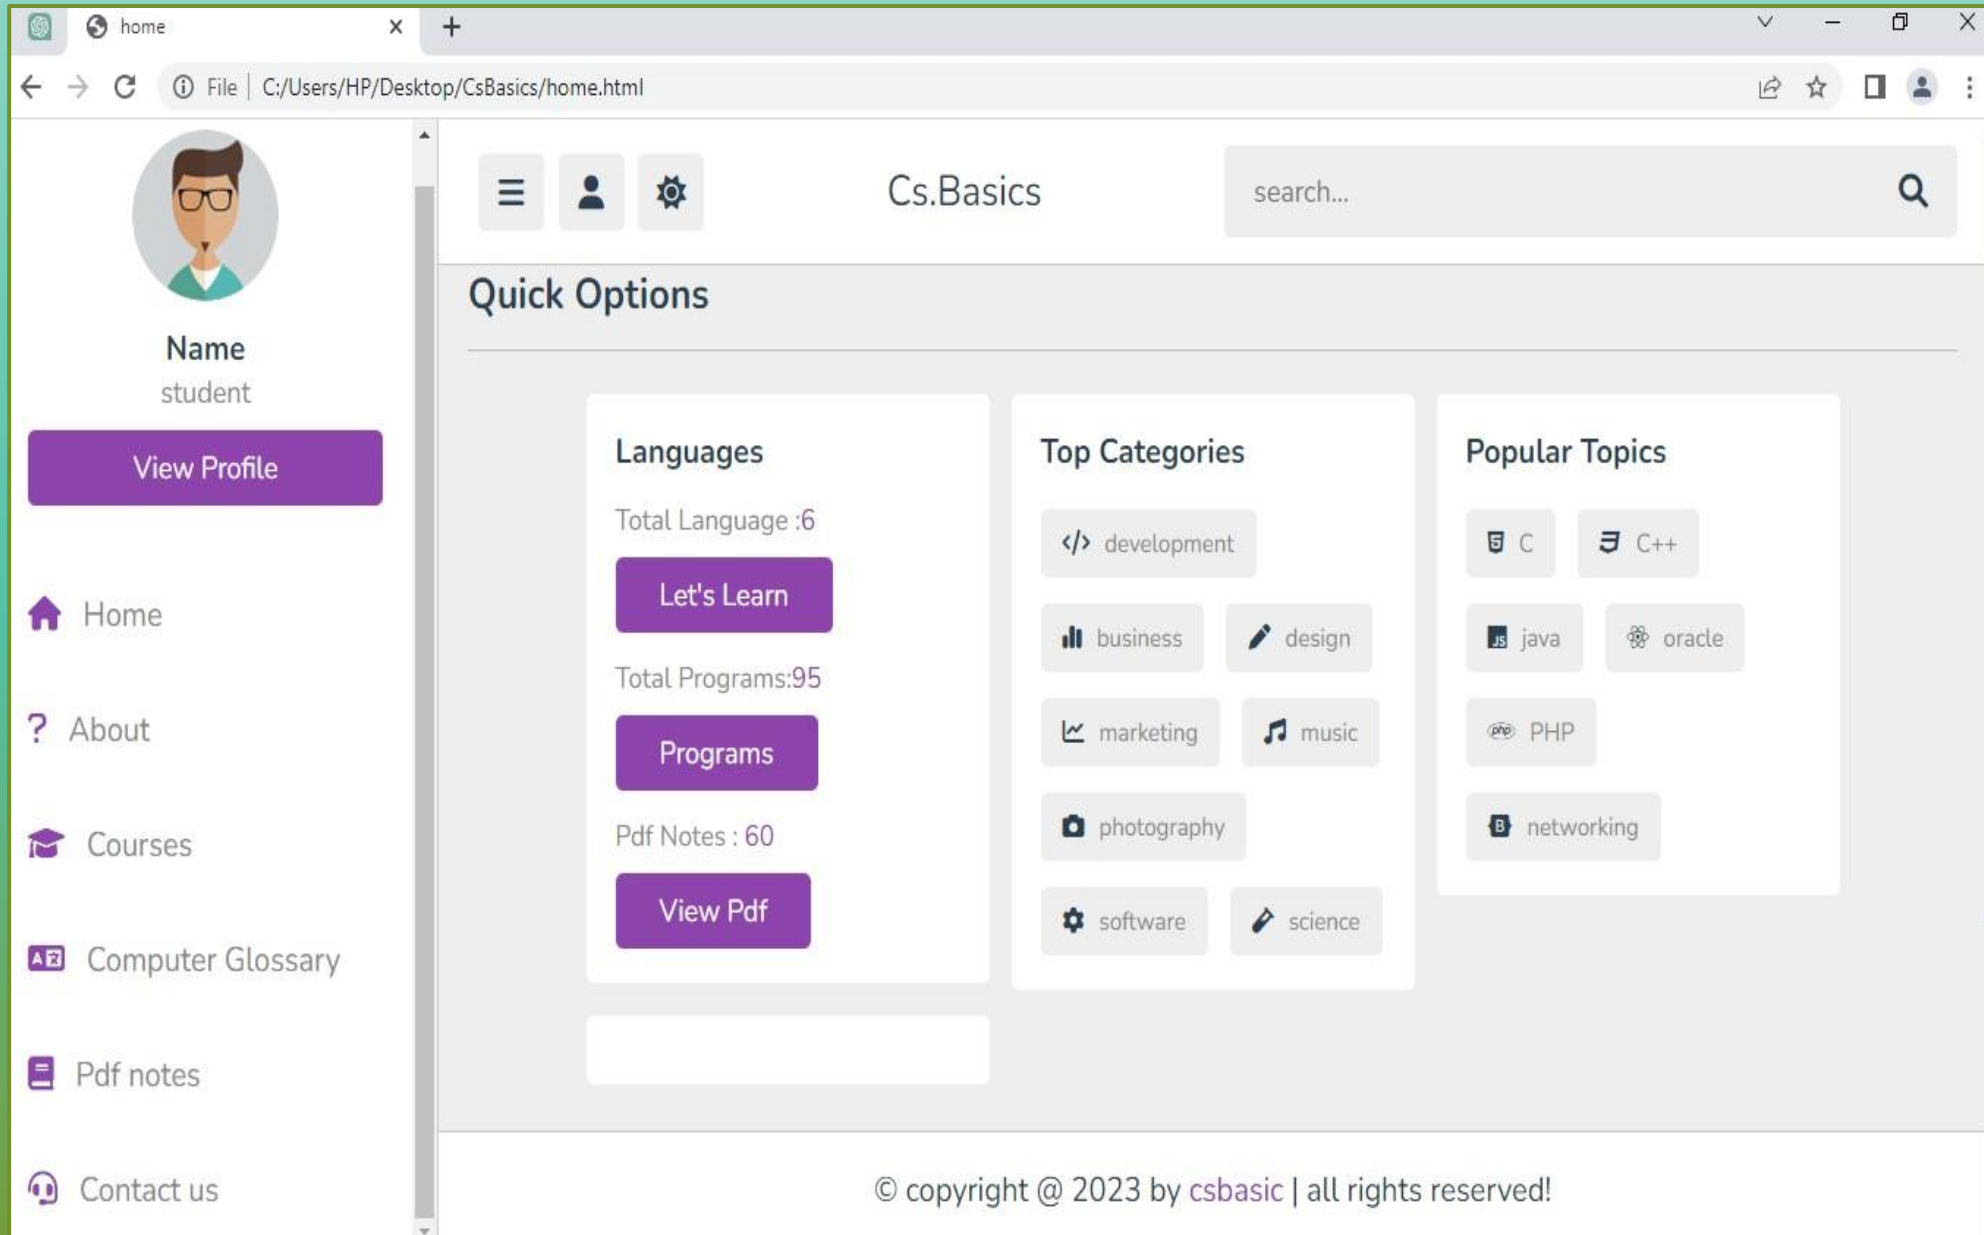 home
File | C:/Users/HP/Desktop/CsBasics/home.html
Name
student
View Profile
Home
About
Courses
Computer Glossary
Pdf notes
Contact us
Cs.Basics
search...
Quick Options
Languages
Total Language :6
Let's Learn
Total Programs:95
Programs
Pdf Notes : 60
View Pdf
Top Categories
development
business design
marketing music
photography
software science
Popular Topics
C C++
JS java oracle
php PHP
B networking
© copyright @ 2023 by csbasic | all rights reserved!